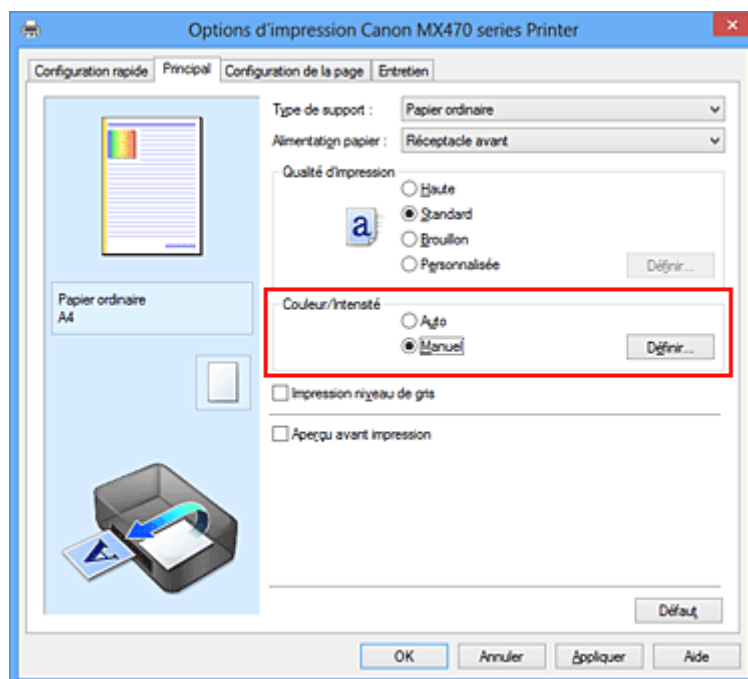 Options d'impression Canon MX470 series Printer
Configuration rapide Principal Configuration de la page Entretien
Type de support : Papier ordinaire
Alimentation papier : Réceptacle avant
Qualité d'impression
Haute
Standard
Brouillon
Personnalisée Définir...
a
Papier ordinaire
A4
Couleur/Intensité
Auto
Manuel Définir...
Impression niveau de gris
Aperçu avant impression
A
Défaut
OK Annuler Appliquer Aide